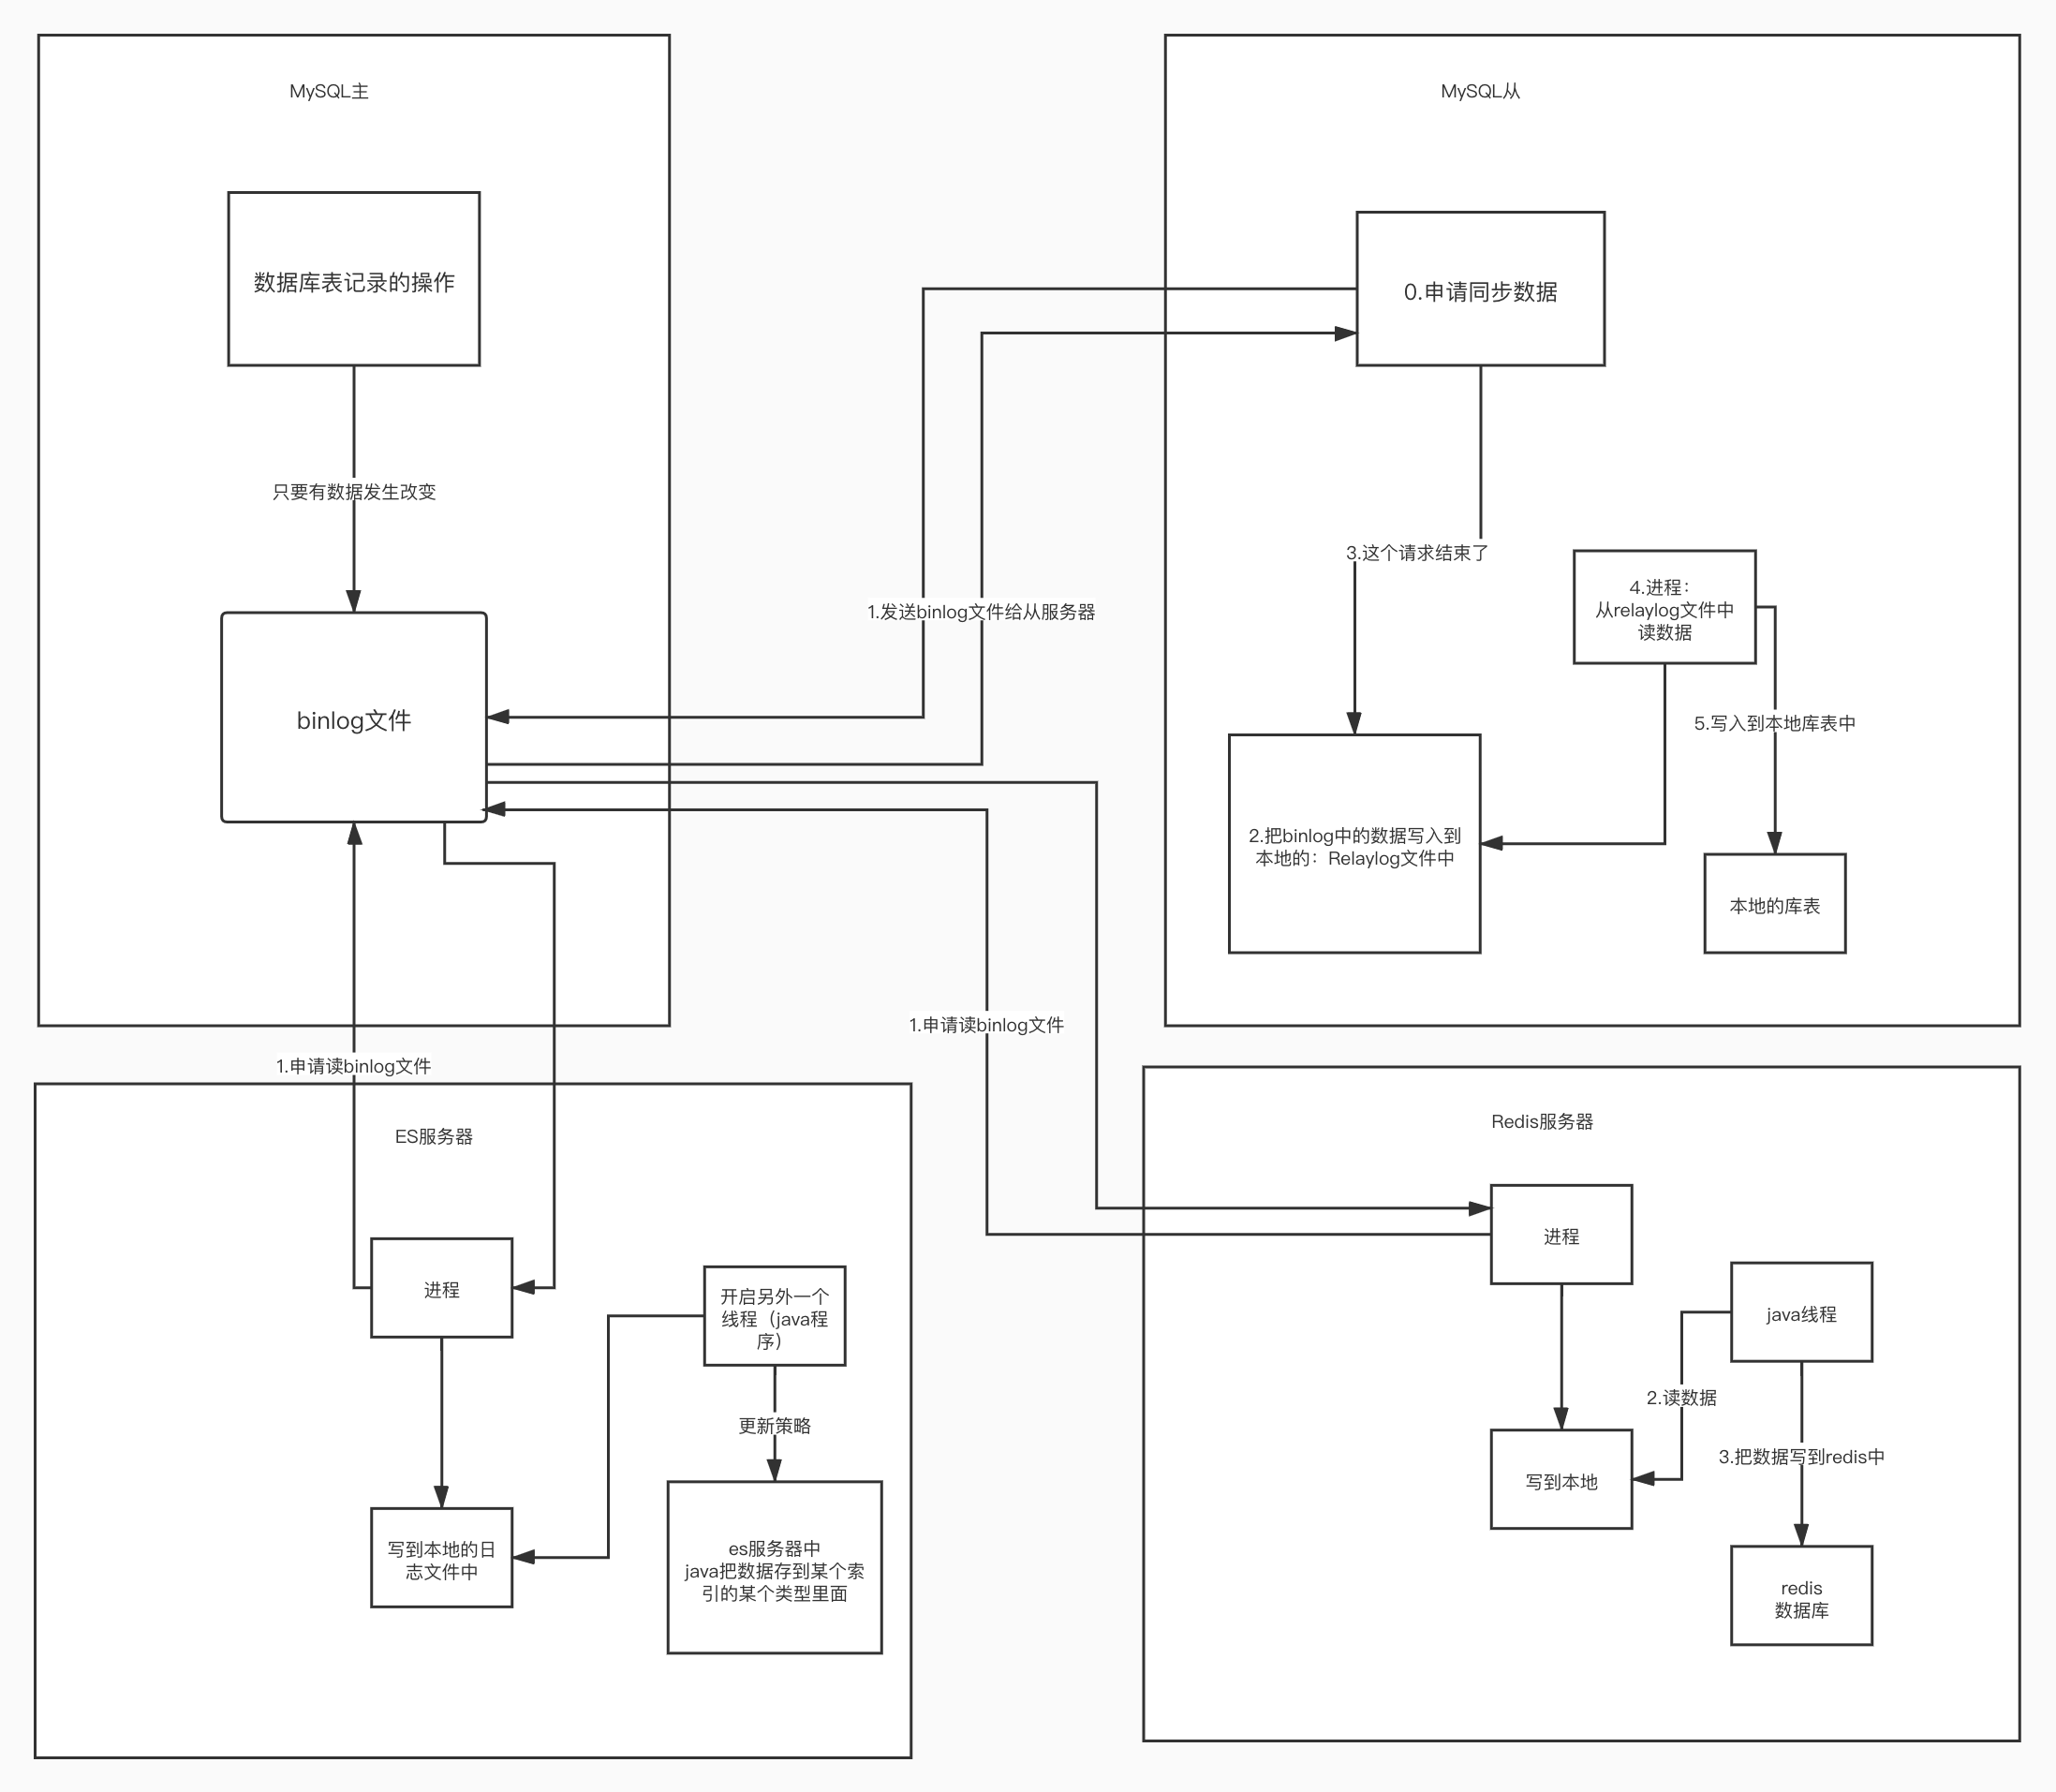 MySQL主
数据库表记录的操作
只要有数据发生改变
binlog文件
MySQL从
0.申请同步数据
1.发送binlog文件给从服务器
3.这个请求结束了
4.进程：
从relaylog文件中
读数据
5.写入到本地库表中
2.把binlog中的数据写入到
本地的：Relaylog文件中
本地的库表
1.申请读binlog文件
1.申请读binlog文件
ES服务器
进程
开启另外一个
线程（java程
序）
更新策略
写到本地的日
志文件中
es服务器中
java把数据存到某个索
引的某个类型里面
Redis服务器
进程
java线程
2.读数据
3.把数据写到redis中
写到本地
redis
数据库